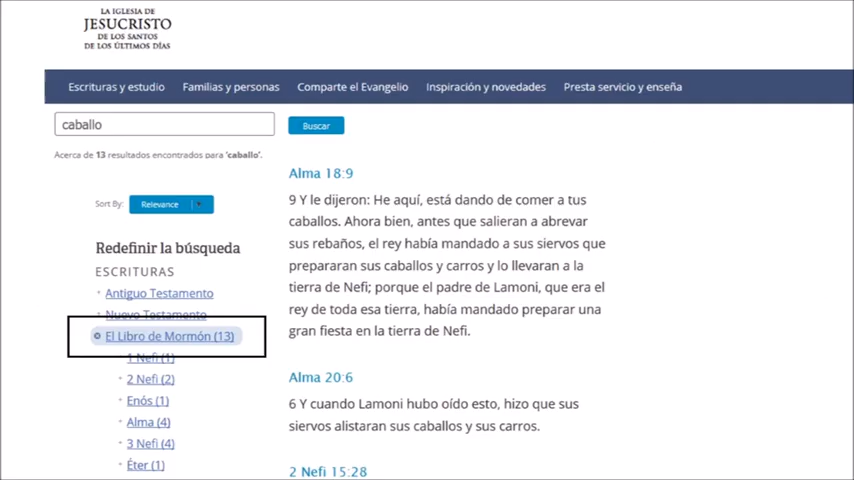 LA IGLESIA DE
JESUCRISTO
DE LOS SANTOS
DE LOS ÚLTIMOS DÍAS
Escrituras y estudio Familias y personas Comparte el Evangelio Inspiración y novedades Presta servicio y enseña
caballo Buscar
Acerca de 13 resultados encontrados para 'caballo'.
Sort By: Relevance
Redefinir la búsqueda
ESCRITURAS
Antiguo Testamento
Nuevo Testamento
El Libro de Mormón (13)
1 Nefi (1)
2 Nefi (2)
Enós (1)
Alma (4)
3 Nefi (4)
Éter (1)
Alma 18:9
9 Y le dijeron: He aquí, está dando de comer a tus
caballos. Ahora bien, antes que salieran a abrevar
sus rebaños, el rey había mandado a sus siervos que
prepararan sus caballos y carros y lo llevaran a la
tierra de Nefi; porque el padre de Lamoni, que era el
rey de toda esa tierra, había mandado preparar una
gran fiesta en la tierra de Nefi.
Alma 20:6
6 Y cuando Lamoni hubo oído esto, hizo que sus
siervos alistaran sus caballos y sus carros.
2 Nefi 15:28